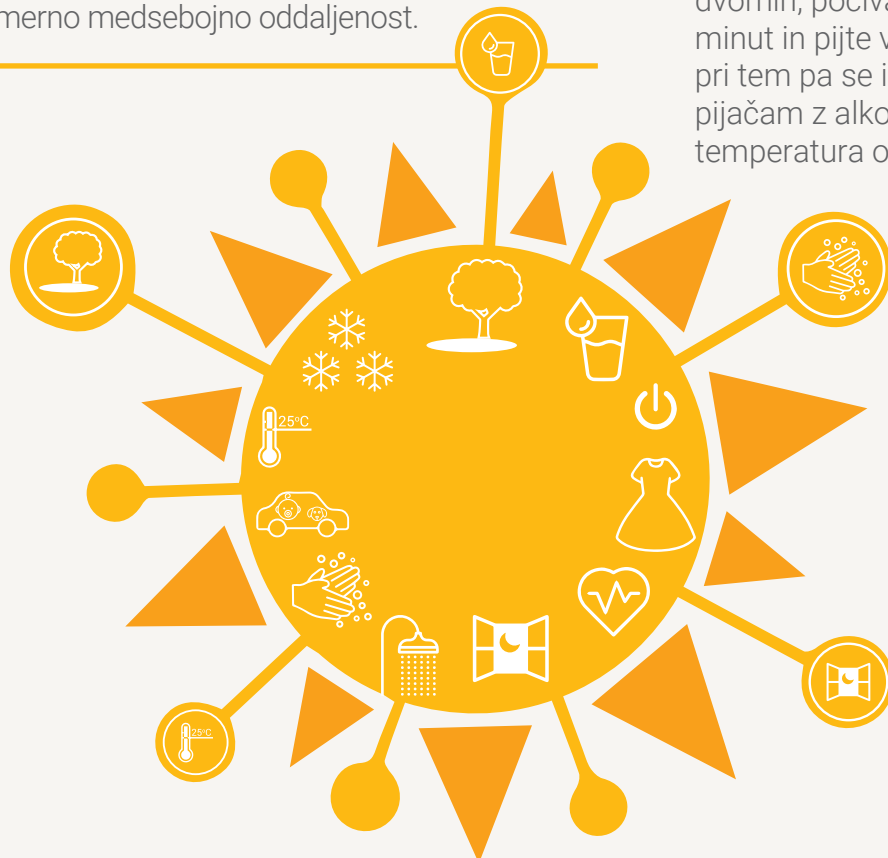 merno medsebojno oddaljenost.
minut in pijte v
pri tem pa se i
pijačam z alko
temperatura o
25°C
25°C